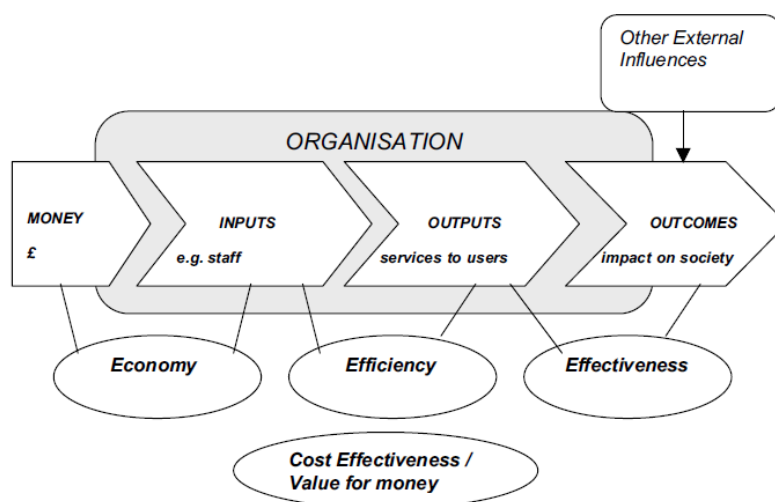 Other External
Influences
ORGANISATION
MONEY
£
INPUTS
e.g. staff
OUTPUTS
services to users
OUTCOMES
impact on society
Economy
Efficiency
Effectiveness
Cost Effectiveness /
Value for money